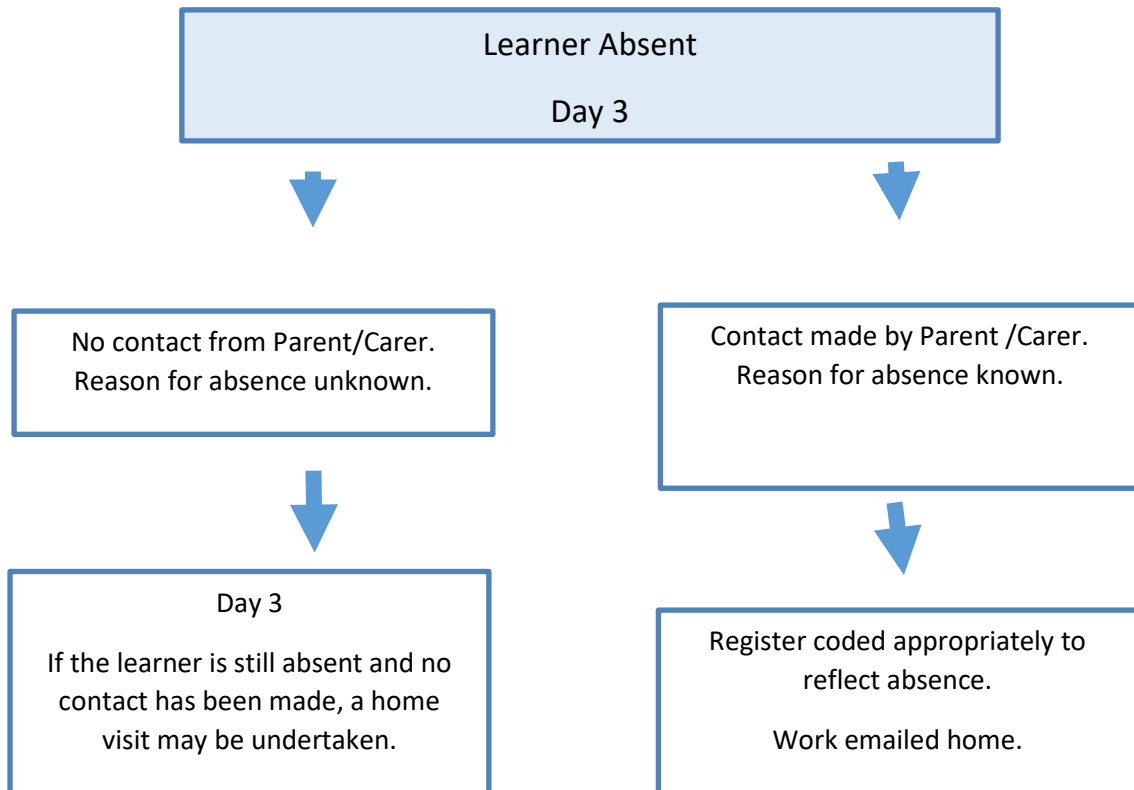 Learner Absent
Day 3
No contact from Parent/Carer.
Reason for absence unknown.
Contact made by Parent /Carer.
Reason for absence known.
Day 3
If the learner is still absent and no
contact has been made, a home
visit may be undertaken.
Register coded appropriately to
reflect absence.
Work emailed home.